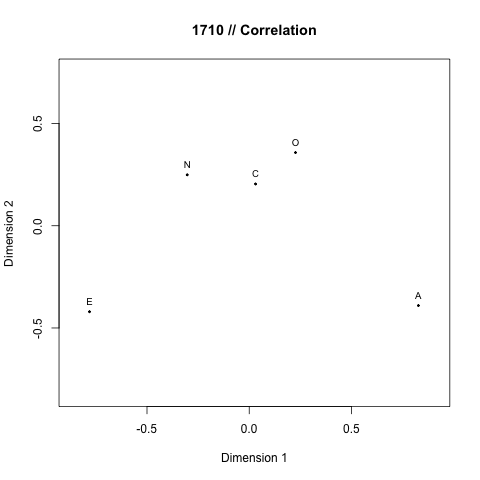 1710 // Correlation
Dimension 2
0.5
0.0
-0.5
O
N
C
E
A
-0.5
0.0
0.5
Dimension 1